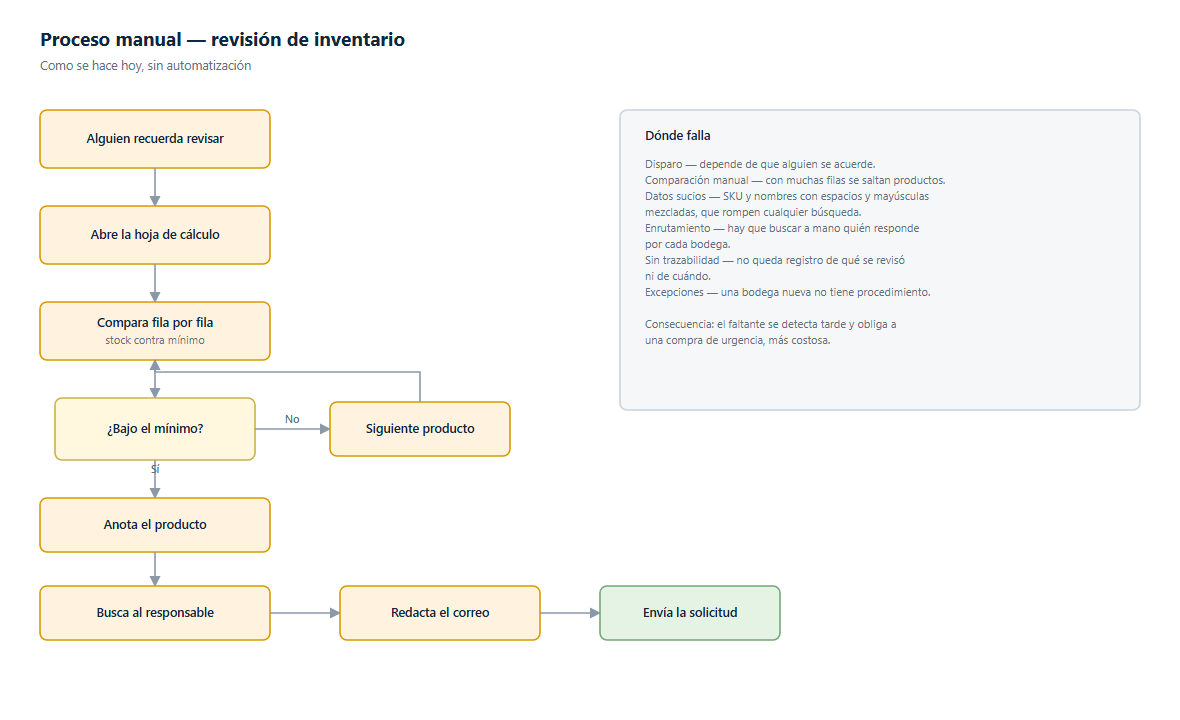 Proceso manual — revisión de inventario
Como se hace hoy, sin automatización
Alguien recuerda revisar
Abre la hoja de cálculo
Compara fila por fila
stock contra mínimo
¿Bajo el mínimo?
No
Siguiente producto
Sí
Anota el producto
Busca al responsable
Redacta el correo
Envía la solicitud
Dónde falla
Disparo — depende de que alguien se acuerde.
Comparación manual — con muchas filas se saltan productos.
Datos sucios — SKU y nombres con espacios y mayúsculas
mezcladas, que rompen cualquier búsqueda.
Enrutamiento — hay que buscar a mano quién responde
por cada bodega.
Sin trazabilidad — no queda registro de qué se revisó
ni de cuándo.
Excepciones — una bodega nueva no tiene procedimiento.
Consecuencia: el faltante se detecta tarde y obliga a
una compra de urgencia, más costosa.